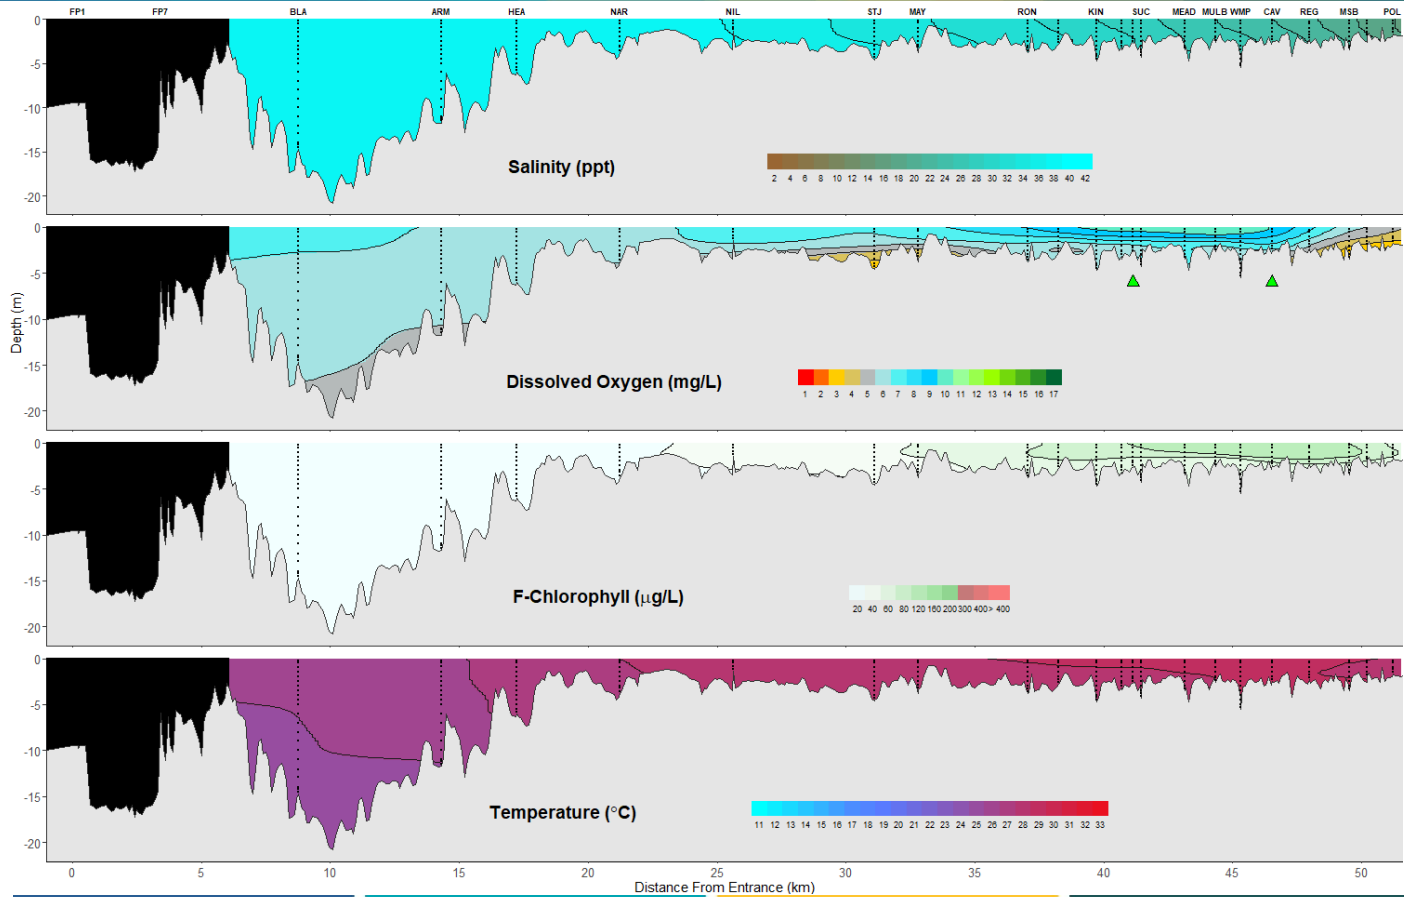 FP1 FP7 BLA ARM HEA NAR NIL STJ MAY RON KIN SUC MEAD MULB WMP CAV REG MSB POL
0
-5
-10
-15
-20
Salinity (ppt)
2 4 6 8 10 12 14 16 18 20 22 24 26 28 30 32 34 36 38 40 42
0
-5
-10
-15
-20
Depth (m)
Dissolved Oxygen (mg/L)
1 2 3 4 5 6 7 8 9 10 11 12 13 14 15 16 17
0
-5
-10
-15
-20
F-Chlorophyll (μg/L)
20 40 60 80 120 160 200 300 400 > 400
0
-5
-10
-15
-20
Temperature (°C)
11 12 13 14 15 16 17 18 19 20 21 22 23 24 25 26 27 28 29 30 31 32 33
0 5 10 15 20 25 30 35 40 45 50
Distance From Entrance (km)